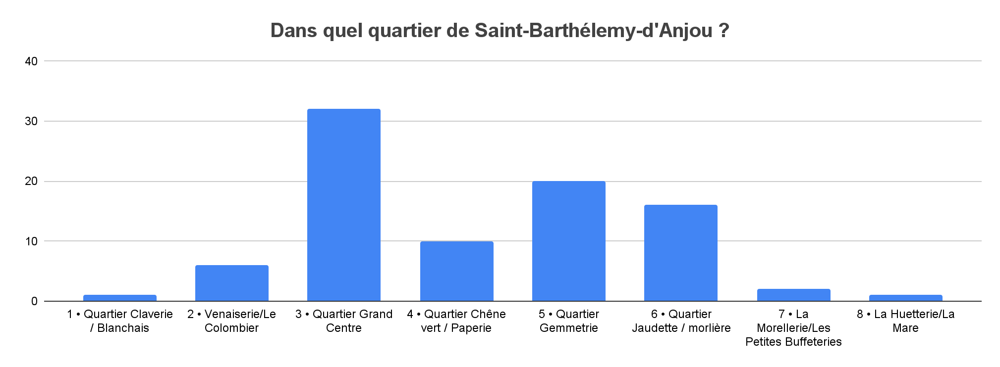 Dans quel quartier de Saint-Barthélemy-d'Anjou ?
40
30
20
10
0
1 • Quartier Claverie
/ Blanchais
2 • Venaiserie/Le
Colombier
3 • Quartier Grand
Centre
4 • Quartier Chêne
vert / Paperie
5 • Quartier
Gemmetrie
6 • Quartier
Jaudette / morlière
7 • La
Morellerie/Les
Petites Buffeteries
8 • La Huetterie/La
Mare